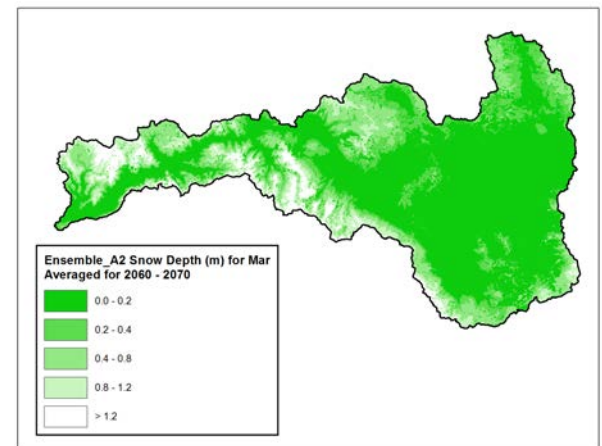 Ensemble_A2 Snow Depth (m) for Mar
Averaged for 2060 - 2070
0.0 - 0.2
0.2 - 0.4
0.4 - 0.8
0.8 - 1.2
> 1.2